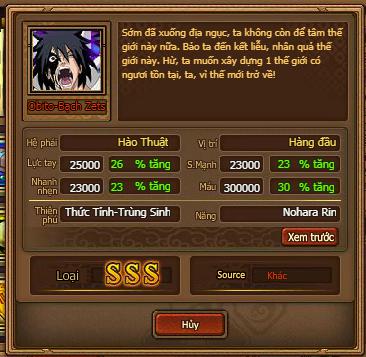 Sớm đã xuống địa ngục, ta không còn để tâm thế
giới này nữa. Bảo ta đến kết liễu, nhân quả thế
giới này. Hừ, ta muốn xây dựng 1 thế giới có
ngươi tồn tại, ta, vì thế mới trở về!
Obito-Bạch Zets
Hệ phái Hào Thuật Vị trí Hàng đầu
Lực tay 25000 26 % tăng S.Mạnh 23000 23 % tăng
Nhanh nhẹn 23000 23 % tăng Máu 300000 30 % tăng
Thiên phú Thức Tỉnh-Trùng Sinh Năng Nohara Rin
Xem trước
Loại SSS Source Khác
Hủy